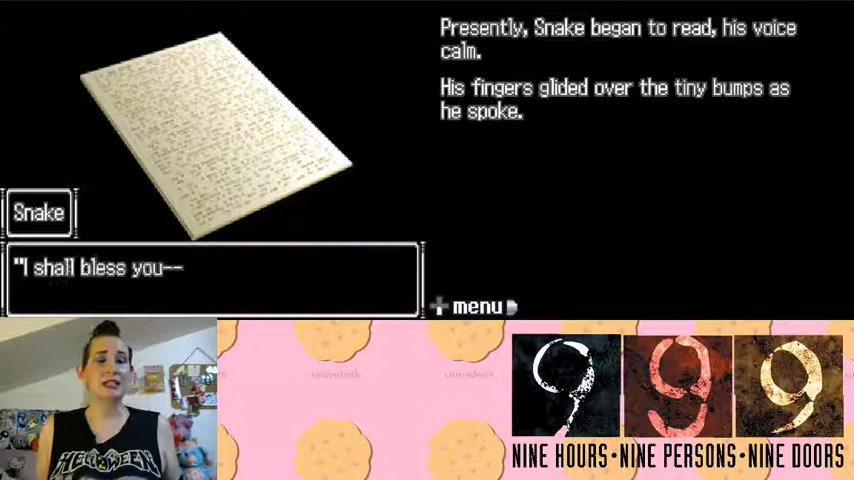 Presently, Snake began to read, his voice
calm.
His fingers glided over the tiny bumps as
he spoke.
Snake
"I shall bless you--
menu
HELLOWEEN
999
NINE HOURS•NINE PERSONS•NINE DOORS